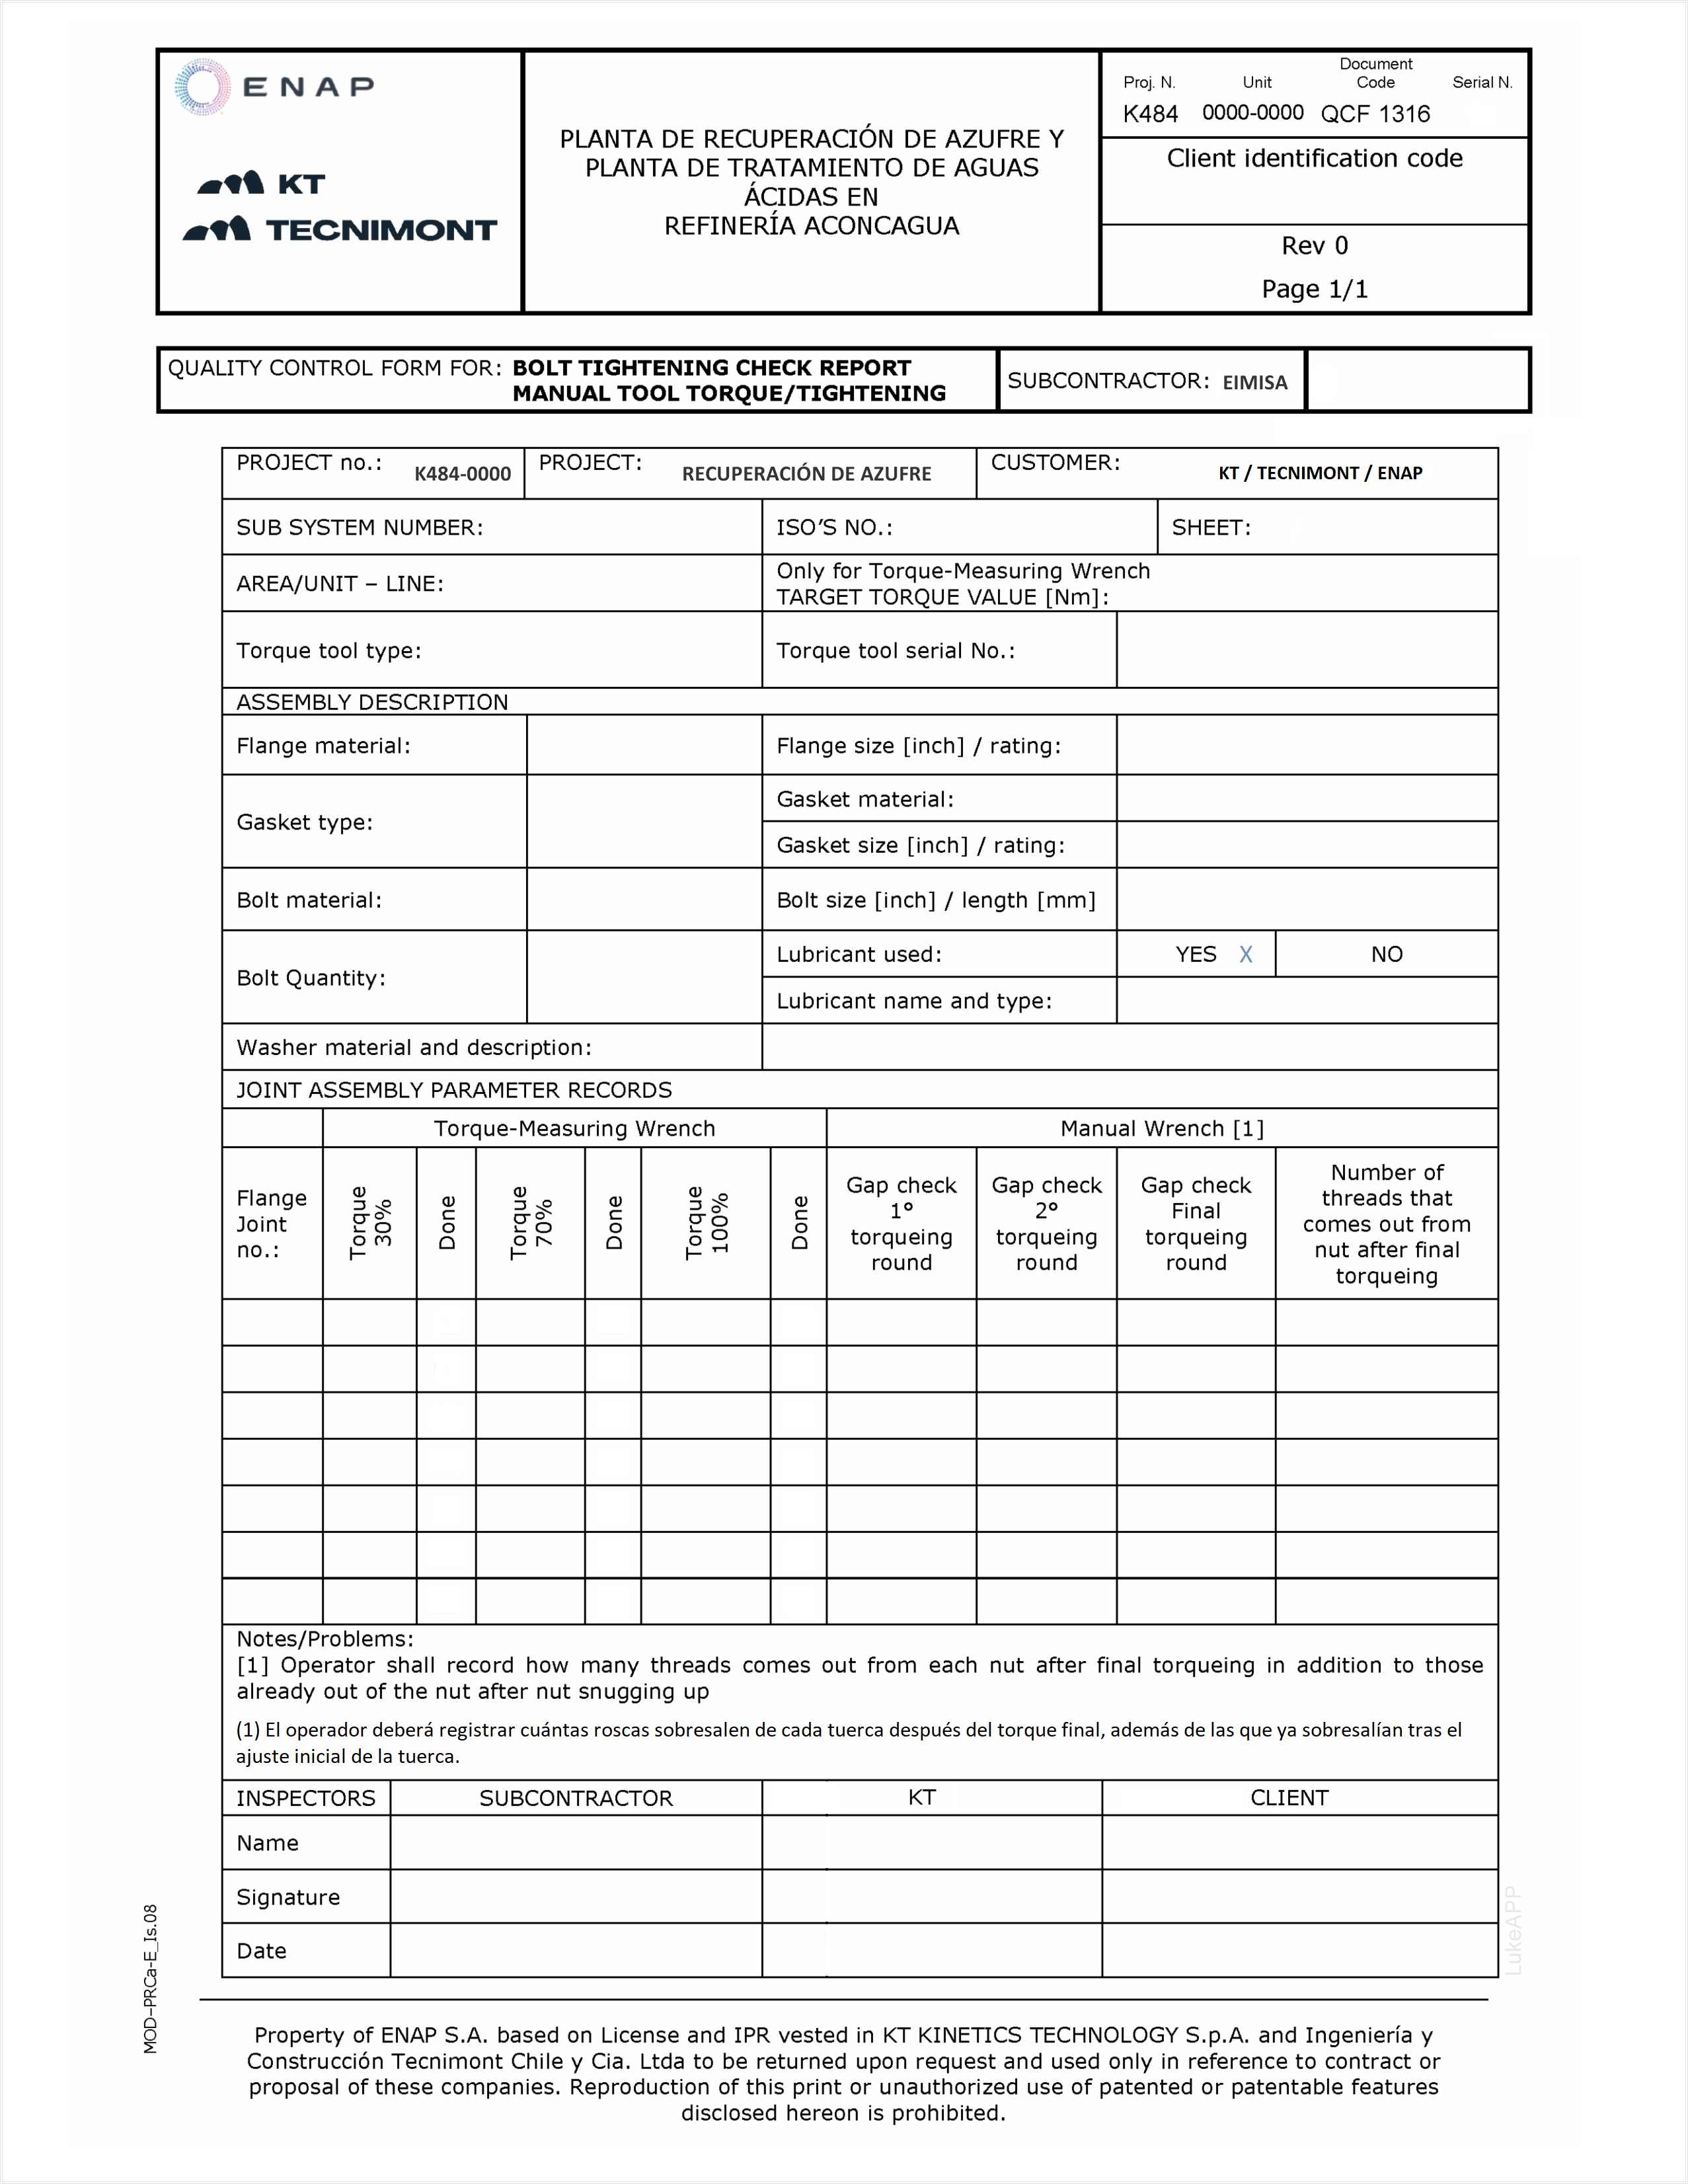 ENAP
KT
TECNIMONT
PLANTA DE RECUPERACIÓN DE AZUFRE Y
PLANTA DE TRATAMIENTO DE AGUAS
ÁCIDAS EN
REFINERÍA ACONCAGUA
Proj. N. Unit Document Code Serial N.
K484 0000-0000 QCF 1316
Client identification code
Rev 0
Page 1/1
QUALITY CONTROL FORM FOR: BOLT TIGHTENING CHECK REPORT
MANUAL TOOL TORQUE/TIGHTENING
SUBCONTRACTOR: EIMISA
PROJECT no.: K484-0000 PROJECT: RECUPERACIÓN DE AZUFRE CUSTOMER: KT / TECNIMONT / ENAP
SUB SYSTEM NUMBER: ISO’S NO.: SHEET:
AREA/UNIT – LINE: Only for Torque-Measuring Wrench
TARGET TORQUE VALUE [Nm]:
Torque tool type: Torque tool serial No.:
ASSEMBLY DESCRIPTION
Flange material: Flange size [inch] / rating:
Gasket type: Gasket material:
Gasket size [inch] / rating:
Bolt material: Bolt size [inch] / length [mm]
Bolt Quantity: Lubricant used: YES X NO
Lubricant name and type:
Washer material and description:
JOINT ASSEMBLY PARAMETER RECORDS
Torque-Measuring Wrench Manual Wrench [1]
Flange
Joint
no.:
Torque
30%
Done
Torque
70%
Done
Torque
100%
Done
Gap check
1º
torqueing
round
Gap check
2º
torqueing
round
Gap check
Final
torqueing
round
Number of
threads that
comes out from
nut after final
torqueing
Notes/Problems:
[1] Operator shall record how many threads comes out from each nut after final torqueing in addition to those
already out of the nut after nut snugging up
(1) El operador deberá registrar cuántas roscas sobresalen de cada tuerca después del torque final, además de las que ya sobresalían tras el
ajuste inicial de la tuerca.
INSPECTORS SUBCONTRACTOR KT CLIENT
Name
Signature
Date
LukeAPP
MOD-PRCa-E_Is.08
Property of ENAP S.A. based on License and IPR vested in KT KINETICS TECHNOLOGY S.p.A. and Ingeniería y
Construcción Tecnimont Chile y Cia. Ltda to be returned upon request and used only in reference to contract or
proposal of these companies. Reproduction of this print or unauthorized use of patented or patentable features
disclosed hereon is prohibited.